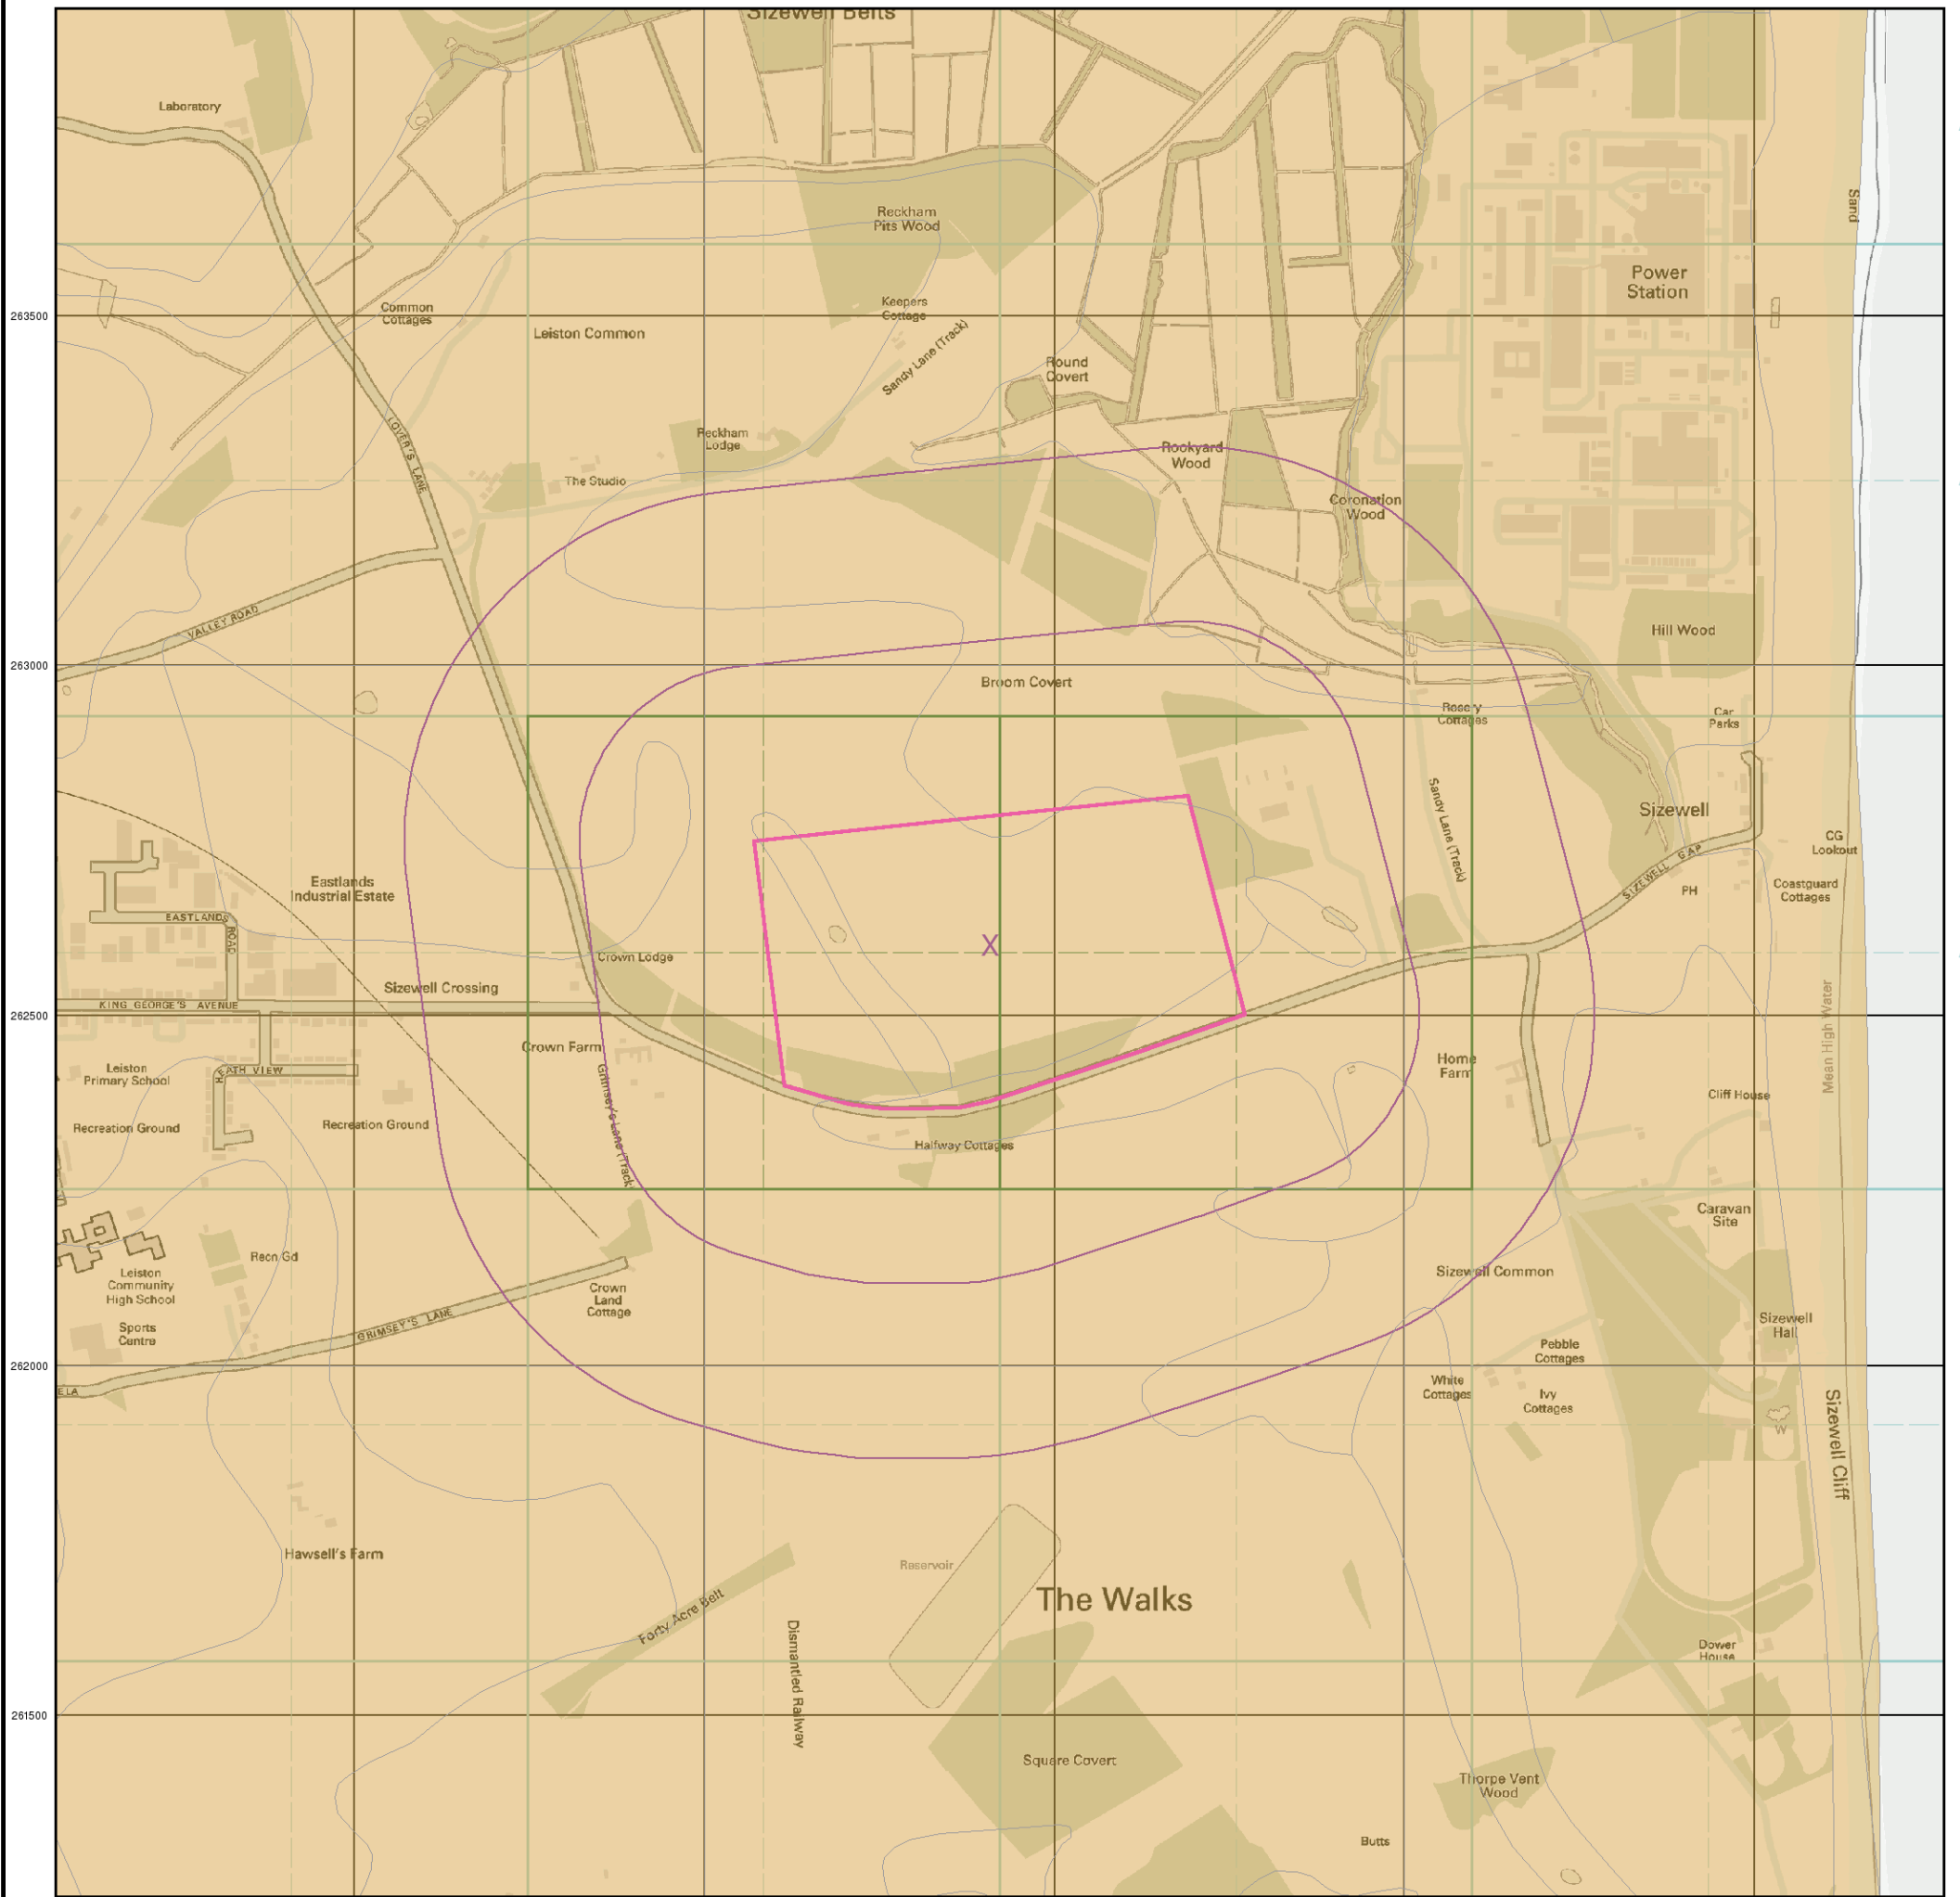 Sizewell Belts
Laboratory
Sand
Reckham
Pits Wood
Power
Station
263500
Common
Cottages
Leiston Common
Keepers
Cottage
Sandy Lane (Track)
Round
Covert
LOVER'S LANE
Reckham
Lodge
The Studio
Rookyard
Wood
Coronation
Wood
VALLEY ROAD
Hill Wood
263000
Broom Covert
Rosery
Cottages
Car
Parks
Sandy Lane (Track)
Sizewell
CG
Lookout
SIZEWELL GAP
PH
Coastguard
Cottages
Eastlands
Industrial Estate
EASTLANDS
ROAD
X
Crown Lodge
Sizewell Crossing
KING GEORGE'S AVENUE
262500
Mean High Water
Crown Farm
Leiston
Primary School
HEATH VIEW
Grimsey's Lane (Track
Home
Farm
Cliff House
Recreation Ground
Recreation Ground
Halfway Cottages
Caravan
Site
Recn Gd
Leiston
Community
High School
Sizewell Common
Crown
Land
Cottage
GRIMSEY'S LANE
Sports
Centre
Sizewell
Hall
Pebble
Cottages
262000
ELA
White
Cottages
Ivy
Cottages
W
Sizewell Cliff
Hawsell's Farm
Reservoir
The Walks
Forty Acre Belt
Dismantled Railway
Dower
House
261500
Square Covert
Thorpe Vent
Wood
Butts